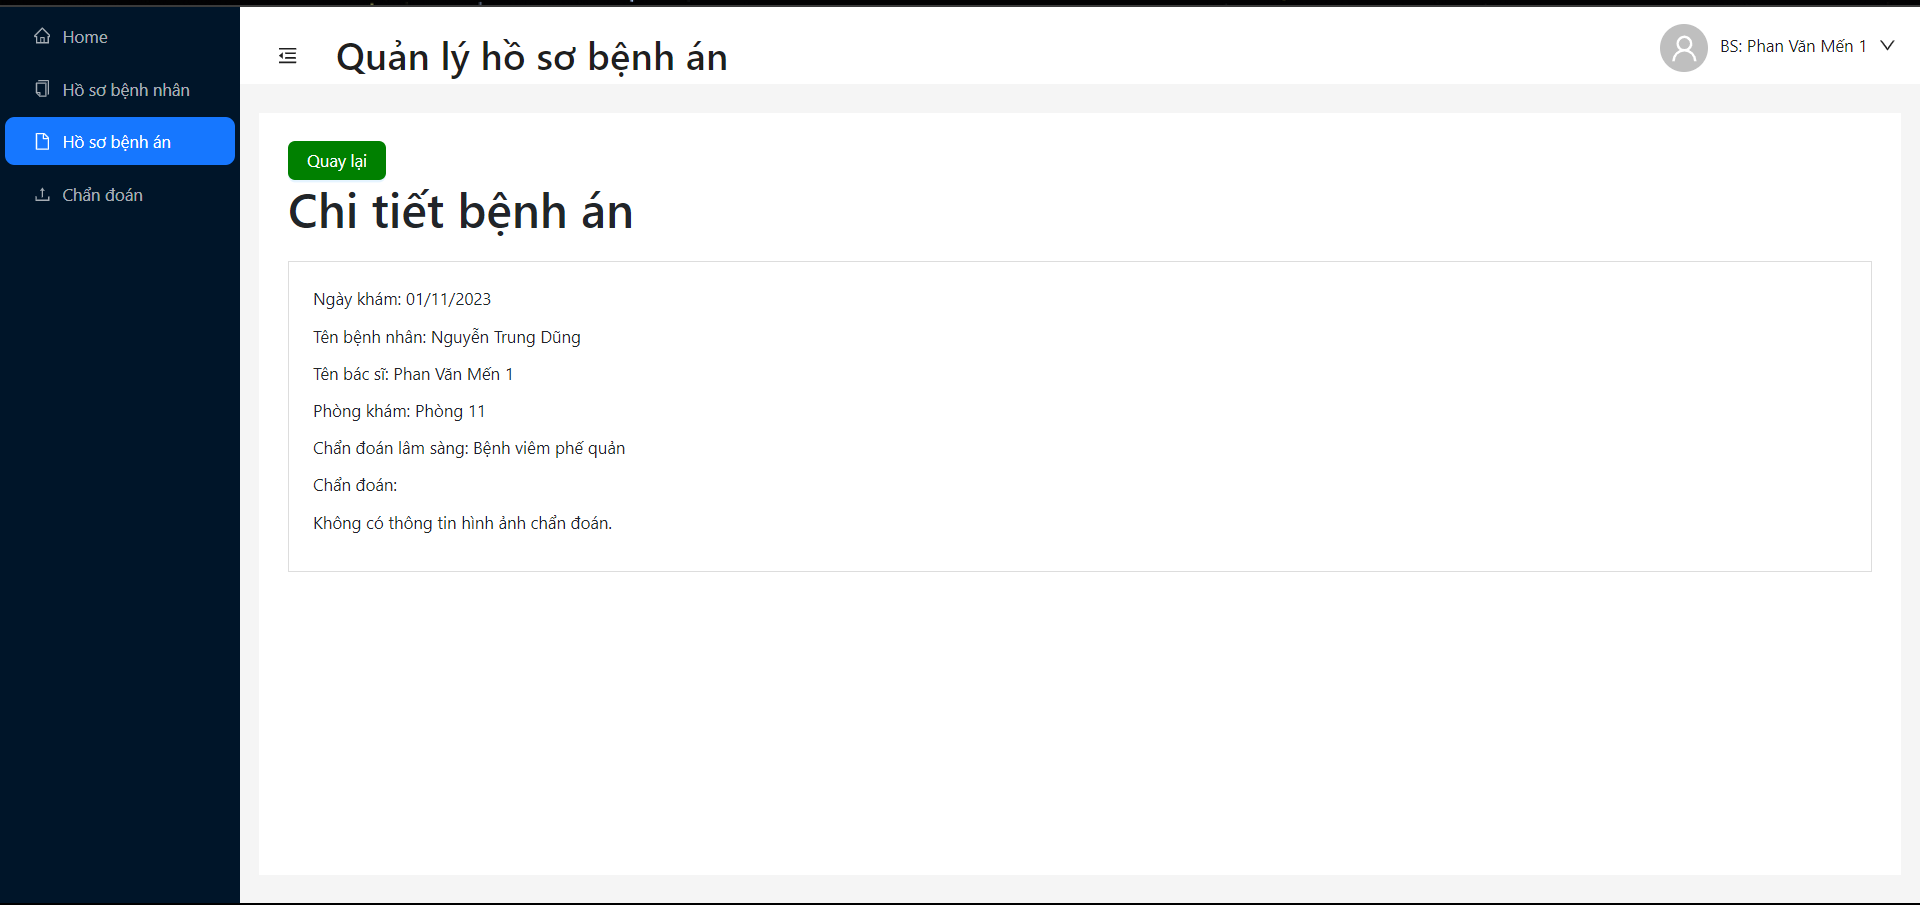 Home
Hồ sơ bệnh nhân
Hồ sơ bệnh án
Chẩn đoán
Quản lý hồ sơ bệnh án
BS: Phan Văn Mến 1
Quay lại
Chi tiết bệnh án
Ngày khám: 01/11/2023
Tên bệnh nhân: Nguyễn Trung Dũng
Tên bác sĩ: Phan Văn Mến 1
Phòng khám: Phòng 11
Chẩn đoán lâm sàng: Bệnh viêm phế quản
Chẩn đoán:
Không có thông tin hình ảnh chẩn đoán.